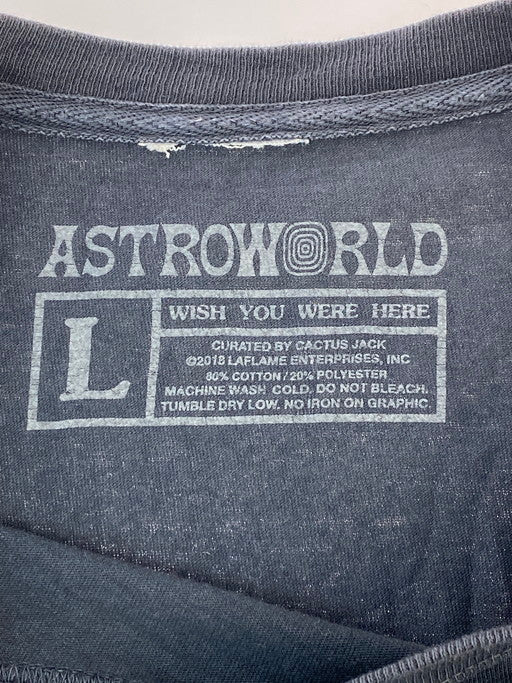 ASTROWORLD
L
WISH YOU WERE HERE
CURATED BY CACTUS JACK
©2018 LAFLAME ENTERPRISES, INC
80% COTTON / 20% POLYESTER
MACHINE WASH COLD. DO NOT BLEACH.
TUMBLE DRY LOW. NO IRON ON GRAPHIC